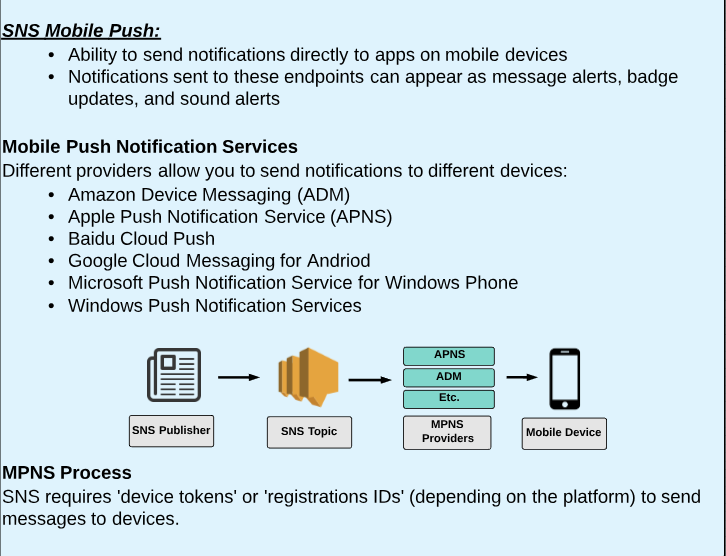 SNS Mobile Push:
• Ability to send notifications directly to apps on mobile devices
• Notifications sent to these endpoints can appear as message alerts, badge
updates, and sound alerts
Mobile Push Notification Services
Different providers allow you to send notifications to different devices:
• Amazon Device Messaging (ADM)
• Apple Push Notification Service (APNS)
• Baidu Cloud Push
• Google Cloud Messaging for Andriod
• Microsoft Push Notification Service for Windows Phone
• Windows Push Notification Services
APNS
ADM
Etc.
SNS Publisher
SNS Topic
MPNS
Providers
Mobile Device
MPNS Process
SNS requires 'device tokens' or 'registrations IDs' (depending on the platform) to send
messages to devices.